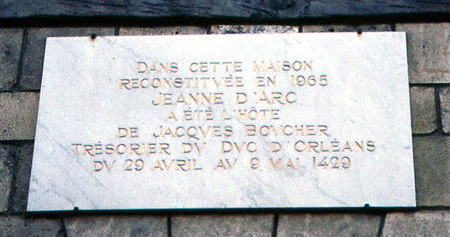 DANS CETTE MAISON
RECONSTITVÉE EN 1965
JEANNE D'ARC
A ÉTÉ L'HÔTE
DE JACQVES BOVCHER
TRÉSORIER DV DVC D'ORLÉANS
DV 29 AVRIL AV 9 MAI 1429